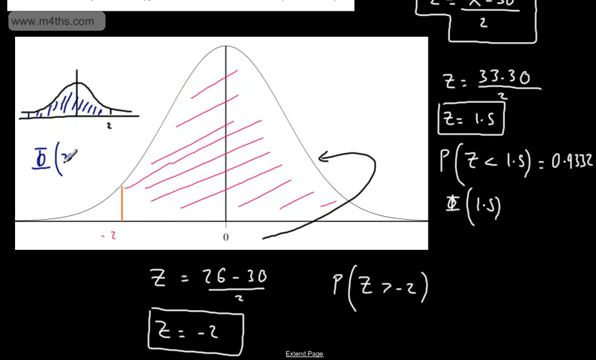 www.m4ths.com
Z = X - 30
2
Z = 33-30
2
Z = 1.5
P(Z < 1.5) = 0.9332
Φ(1.5)
2
Φ(
-2
0
Z = 26 - 30
2
P(Z > -2)
Z = -2
Extend Page